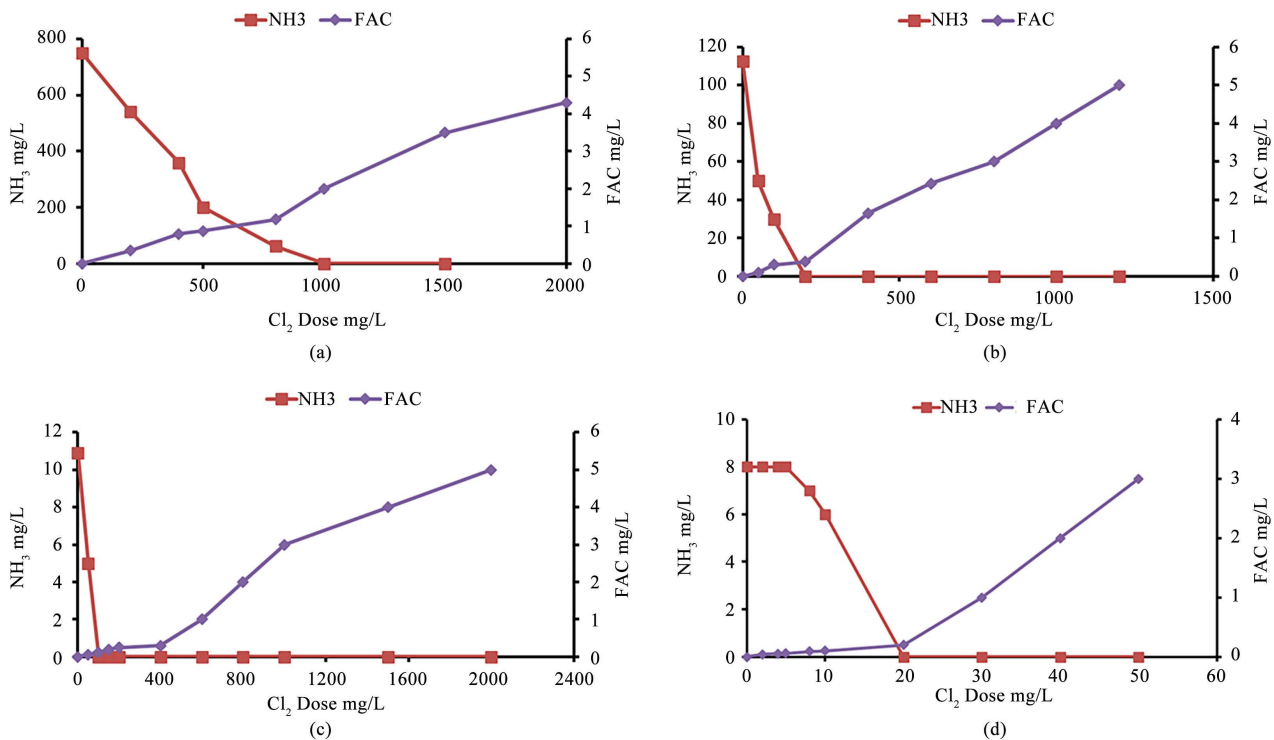 NH3 FAC
800 6
5
600
4
400 3
2
200
1
0 0
0 500 1000 1500 2000
NH3 mg/L
FAC mg/L
Cl2 Dose mg/L
(a)
NH3 FAC
120 6
100 5
80 4
60 3
40 2
20 1
0 0
0 500 1000 1500
NH3 mg/L
FAC mg/L
Cl2 Dose mg/L
(b)
NH3 FAC
12 6
10 5
8 4
6 3
4 2
2 1
0 0
0 400 800 1200 1600 2000 2400
NH3 mg/L
FAC mg/L
Cl2 Dose mg/L
(c)
NH3 FAC
10 4
8 3
6
2
4
2 1
0 0
0 10 20 30 40 50 60
NH3 mg/L
FAC mg/L
Cl2 Dose mg/L
(d)